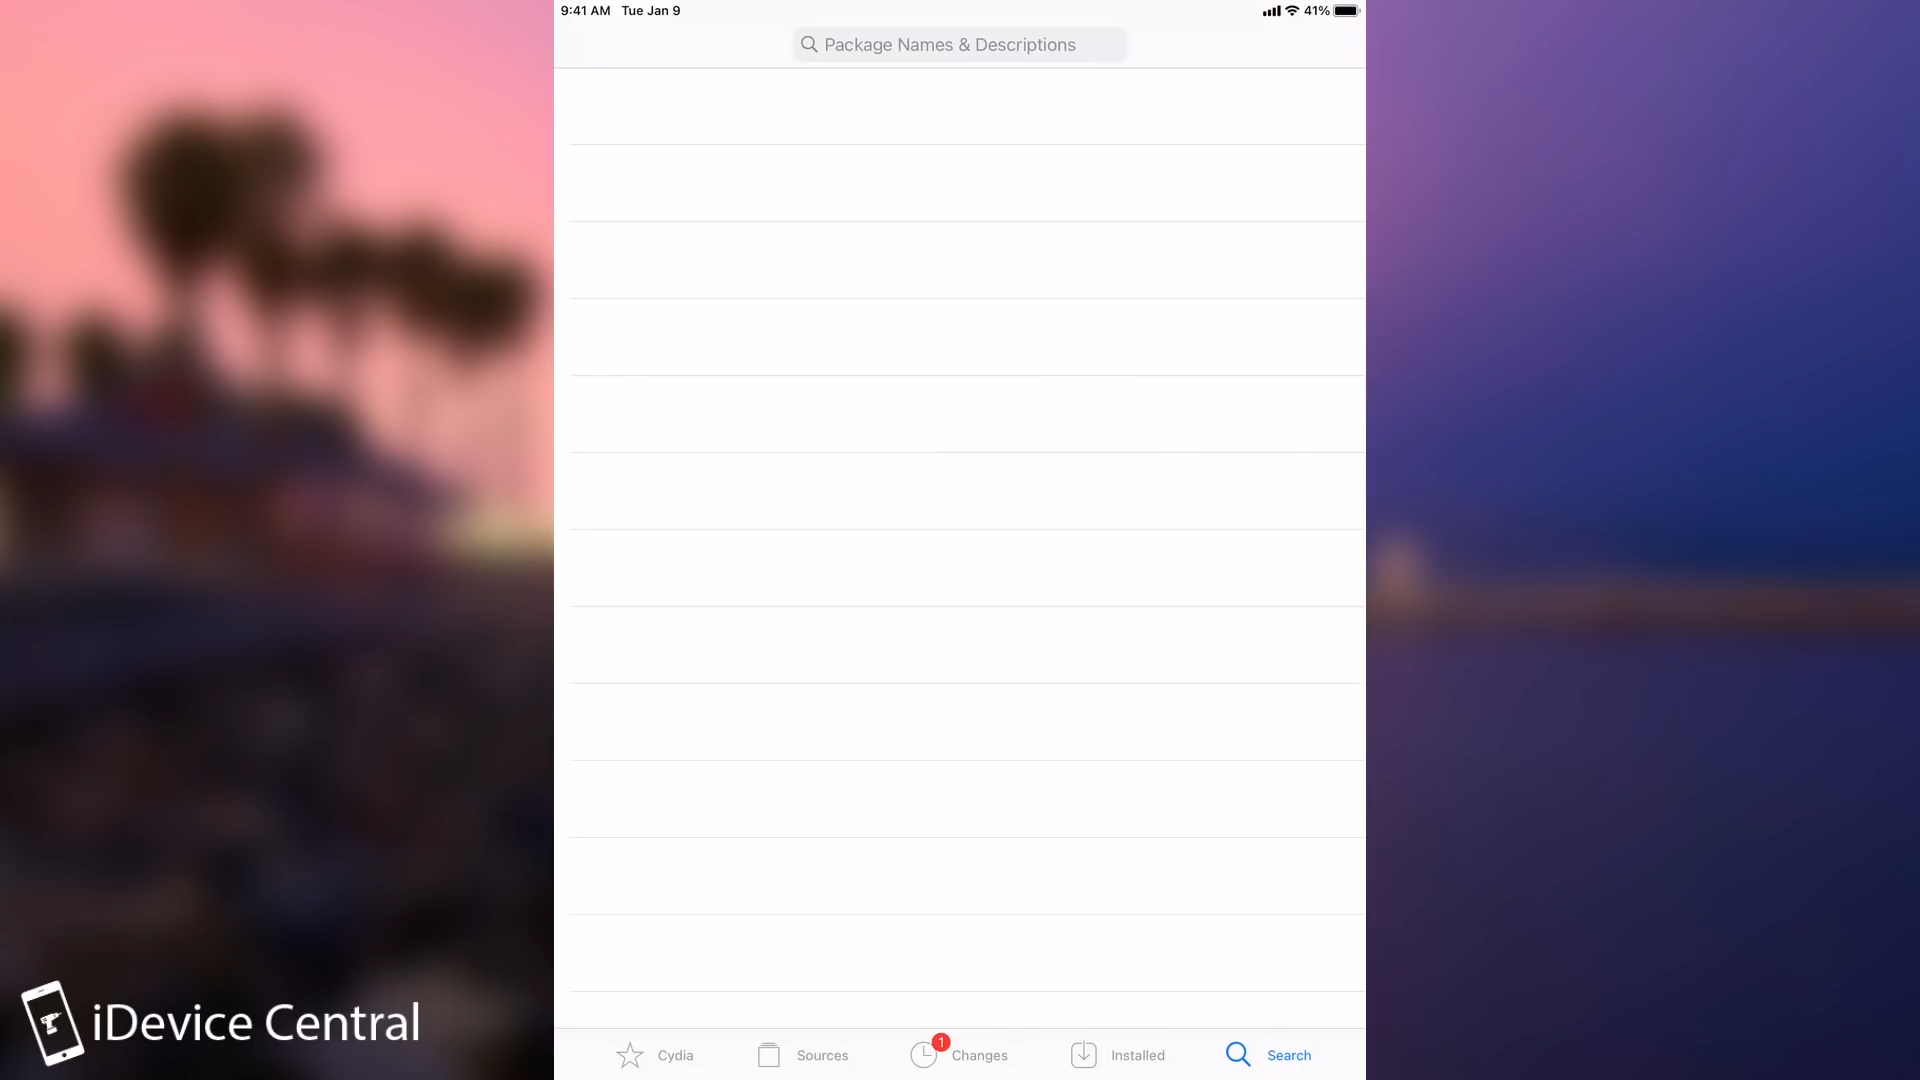 9:41 AM Tue Jan 9 41%
Package Names & Descriptions
iDevice Central
Cydia Sources 1 Changes Installed Search